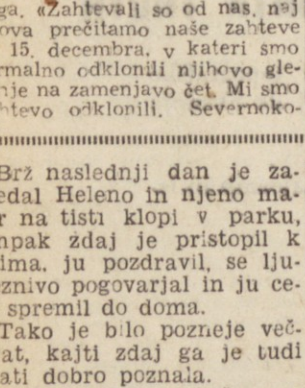 ga. «Zahtevali so od nas, naj
ova prečitamo naše zahteve
15. decembra, v kateri smo
rmalno odklonili njihovo gle-
nje na zamenjavo čet. Mi smo
htevo odklonili. Severnoko-
Brž naslednji dan je za-
edal Heleno in njeno ma-
r na tisti klopi v parku,
mpak zdaj je pristopil k
ima, ju pozdravil, se lju-
znivo pogovarjal in ju ce-
spremil do doma.
Tako je bilo pozneje več-
at, kajti zdaj ga je tudi
ati dobro poznala.